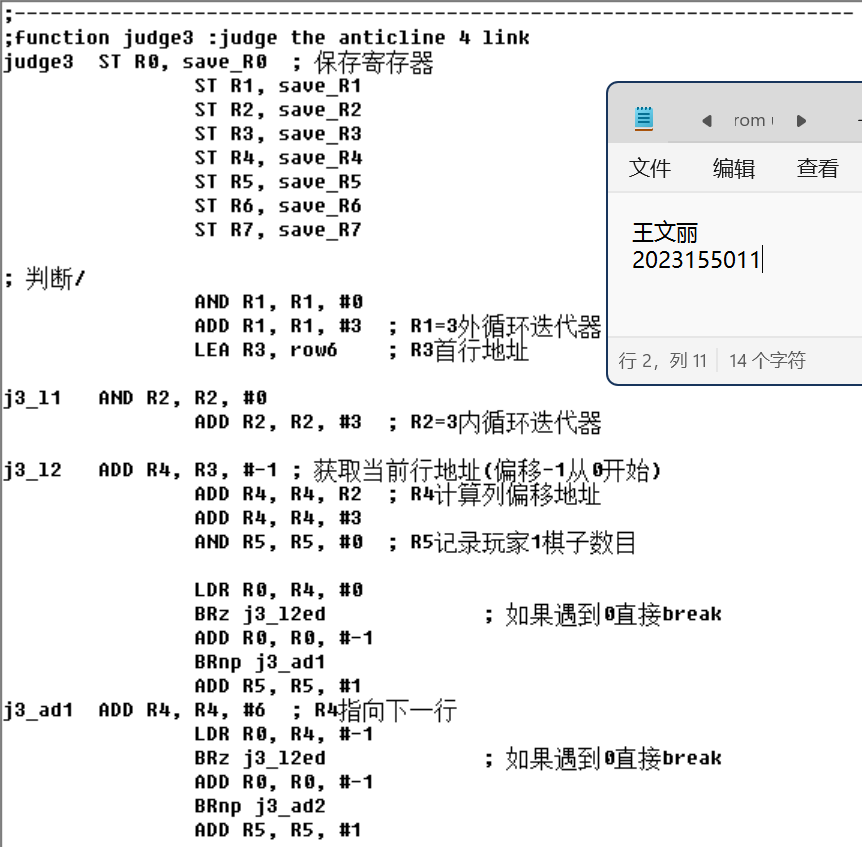 ;----------------------------------------------------------------------
;function judge3 :judge the anticline 4 link
judge3  ST R0, save_R0  ; 保存寄存器
ST R1, save_R1
ST R2, save_R2
ST R3, save_R3
ST R4, save_R4
ST R5, save_R5
ST R6, save_R6
ST R7, save_R7
; 判断/
AND R1, R1, #0
ADD R1, R1, #3  ; R1=3外循环迭代器
LEA R3, row6    ; R3首行地址
j3_l1   AND R2, R2, #0
ADD R2, R2, #3  ; R2=3内循环迭代器
j3_l2   ADD R4, R3, #-1 ; 获取当前行地址(偏移-1从0开始)
ADD R4, R4, R2  ; R4计算列偏移地址
ADD R4, R4, #3
AND R5, R5, #0  ; R5记录玩家1棋子数目
LDR R0, R4, #0
BRz j3_l2ed             ; 如果遇到0直接break
ADD R0, R0, #-1
BRnp j3_ad1
ADD R5, R5, #1
j3_ad1  ADD R4, R4, #6  ; R4指向下一行
LDR R0, R4, #-1
BRz j3_l2ed             ; 如果遇到0直接break
ADD R0, R0, #-1
BRnp j3_ad2
ADD R5, R5, #1
rom
文件 编辑 查看
王文丽
2023155011
行 2，列 11 14 个字符